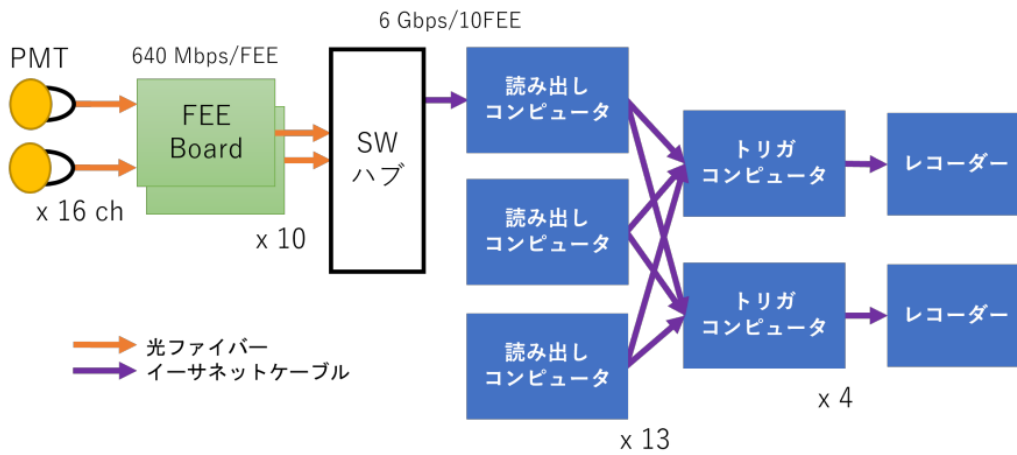 6 Gbps/10FEE
PMT
640 Mbps/FEE
FEE
Board
x 16 ch
x 10
SW
ハブ
読み出し
コンピュータ
読み出し
コンピュータ
読み出し
コンピュータ
x 13
トリガ
コンピュータ
トリガ
コンピュータ
x 4
レコーダー
レコーダー
光ファイバー
イーサネットケーブル